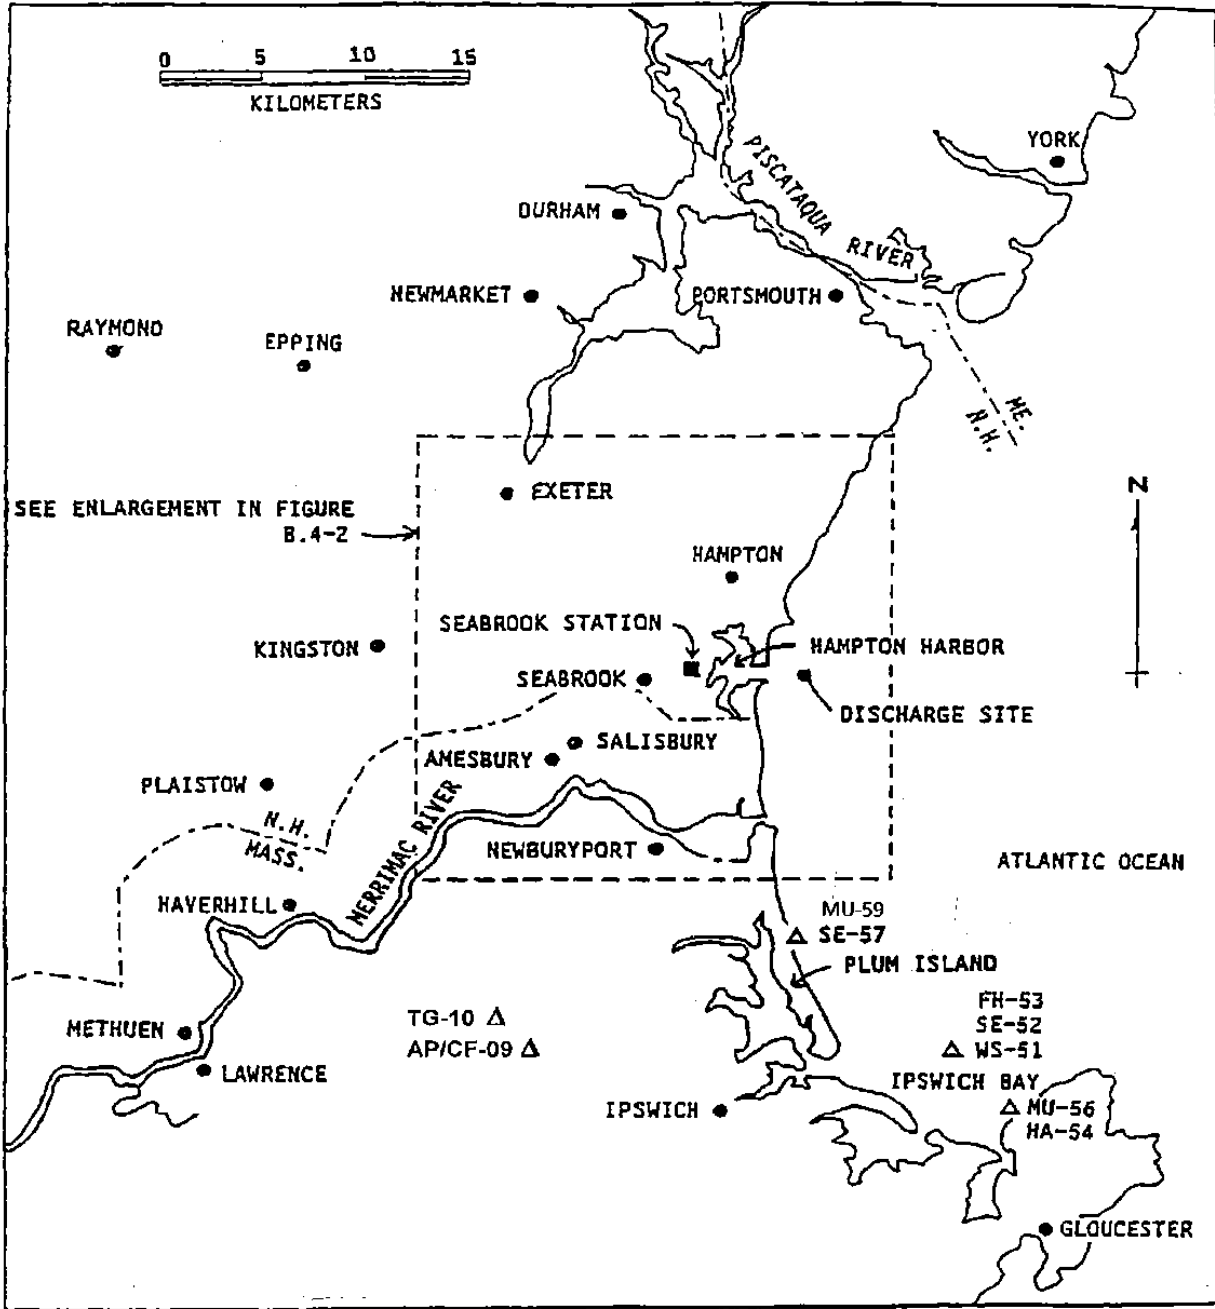 0 5 10 15
KILOMETERS
YORK
PISCATAQUA RIVER
DURHAM
NEWMARKET
PORTSMOUTH
RAYMOND
EPPING
ME.
N.H.
EXETER
SEE ENLARGEMENT IN FIGURE
B.4-2
N
HAMPTON
SEABROOK STATION
KINGSTON
HAMPTON HARBOR
SEABROOK
DISCHARGE SITE
SALISBURY
AMESBURY
PLAISTOW
N.H.
MASS.
MERRIMAC RIVER
NEWBURYPORT
ATLANTIC OCEAN
HAVERHILL
MU-59
SE-57
PLUM ISLAND
FH-53
SE-52
WS-51
TG-10
AP/CF-09
METHUEN
LAWRENCE
IPSWICH BAY
IPSWICH
MU-56
HA-54
GLOUCESTER